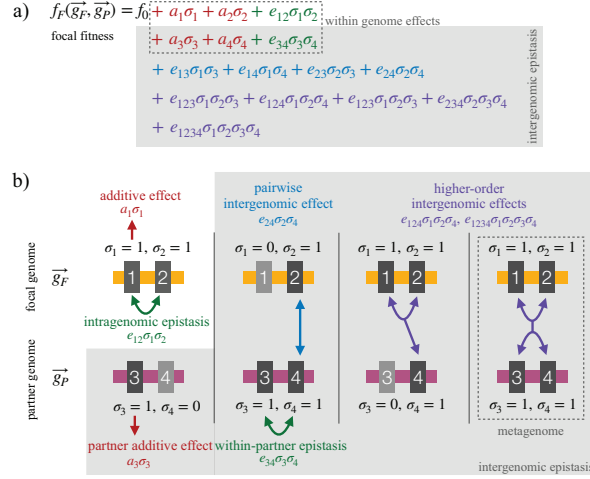 a) f_F(g_F, g_P) = f_0 + a_1σ_1 + a_2σ_2 + e_12σ_1σ_2
focal fitness
within genome effects
+ a_3σ_3 + a_4σ_4 + e_34σ_3σ_4
+ e_13σ_1σ_3 + e_14σ_1σ_4 + e_23σ_2σ_3 + e_24σ_2σ_4
+ e_123σ_1σ_2σ_3 + e_124σ_1σ_2σ_4 + e_123σ_1σ_2σ_3 + e_234σ_2σ_3σ_4
+ e_1234σ_1σ_2σ_3σ_4
intergenomic epistasis
b)
additive effect
a_1σ_1
pairwise
intergenomic effect
e_24σ_2σ_4
higher-order
intergenomic effects
e_124σ_1σ_2σ_4, e_1234σ_1σ_2σ_3σ_4
focal genome
g_F
σ_1 = 1, σ_2 = 1
σ_1 = 0, σ_2 = 1
σ_1 = 1, σ_2 = 1
σ_1 = 1, σ_2 = 1
1 2
1 2
1 2
1 2
intragenomic epistasis
e_12σ_1σ_2
partner genome
g_P
3 4
3 4
3 4
3 4
σ_3 = 1, σ_4 = 0
σ_3 = 1, σ_4 = 1
σ_3 = 0, σ_4 = 1
σ_3 = 1, σ_4 = 1
partner additive effect
a_3σ_3
within-partner epistasis
e_34σ_3σ_4
metagenome
intergenomic epistasis